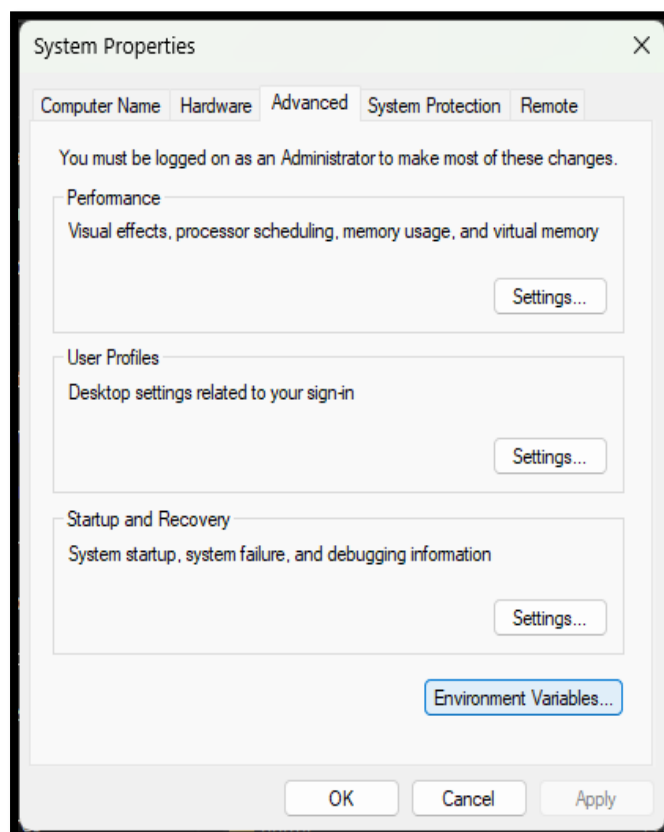 System Properties
Computer Name Hardware Advanced System Protection Remote
You must be logged on as an Administrator to make most of these changes.
Performance
Visual effects, processor scheduling, memory usage, and virtual memory
Settings...
User Profiles
Desktop settings related to your sign-in
Settings...
Startup and Recovery
System startup, system failure, and debugging information
Settings...
Environment Variables...
OK Cancel Apply